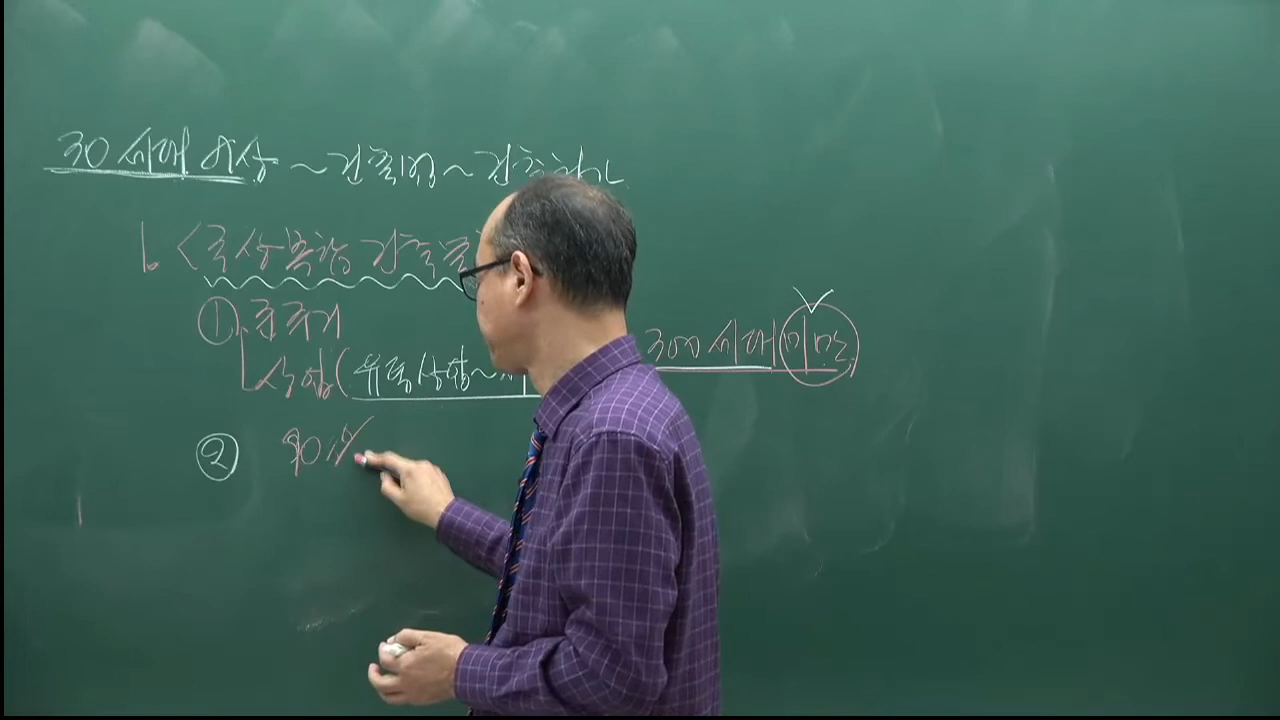 30세대 이상 ~ 건축법 ~ 건축허가
< 주상복합 건축물
① 준주거
상업 ( 유통상업~
300세대 미만
② 90%